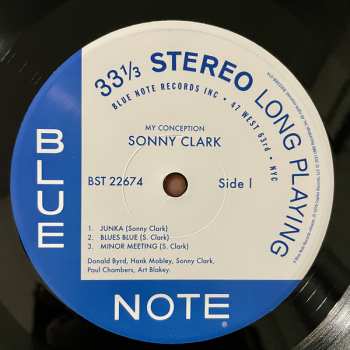 33⅓ STEREO LONG PLAYING
BLUE NOTE RECORDS INC • 47 WEST 63rd • NYC
MY CONCEPTION
SONNY CLARK
BST 22674
Side 1
1. JUNKA (Sonny Clark)
2. BLUES BLUE (S. Clark)
3. MINOR MEETING (S. Clark)
Donald Byrd, Hank Mobley, Sonny Clark,
Paul Chambers, Art Blakey.
BLUE
NOTE
®